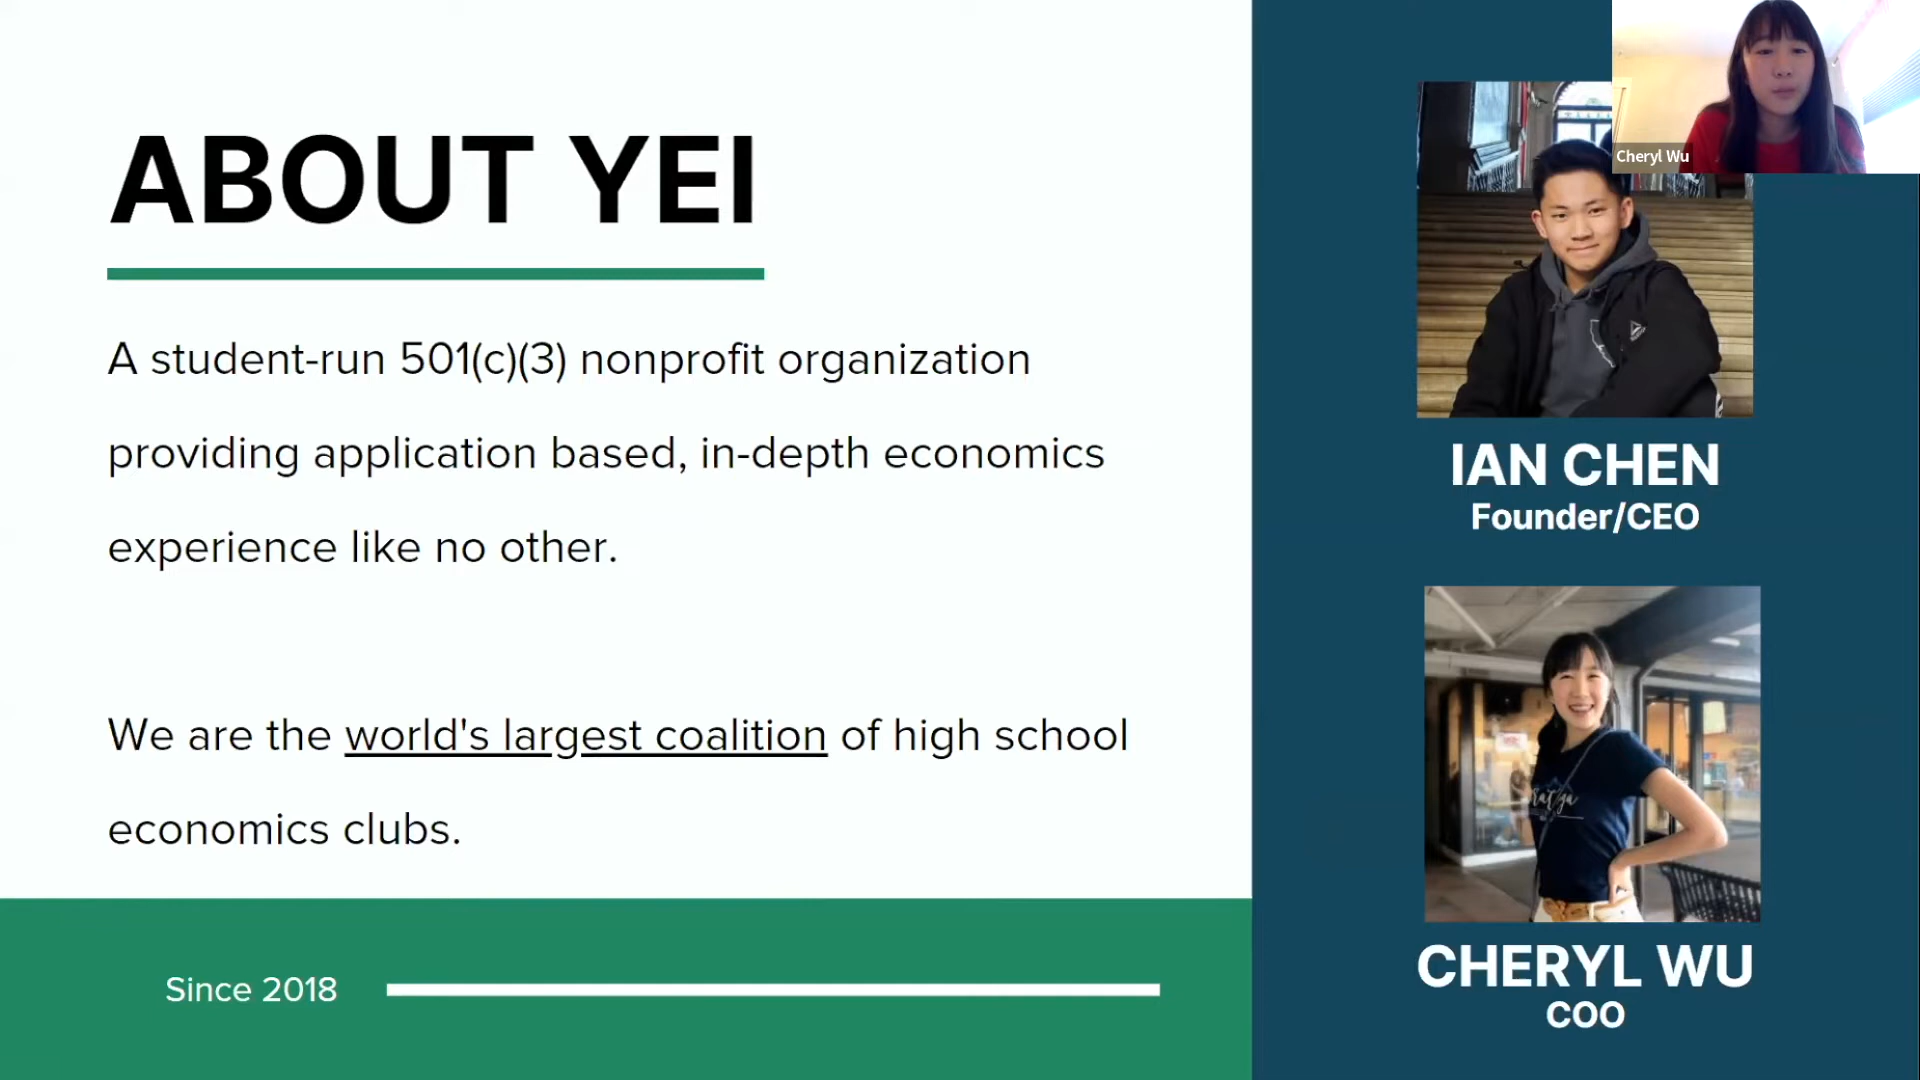 ABOUT YEI
A student-run 501(c)(3) nonprofit organization
providing application based, in-depth economics
experience like no other.
We are the world's largest coalition of high school
economics clubs.
Since 2018
Cheryl Wu
IAN CHEN
Founder/CEO
CHERYL WU
COO